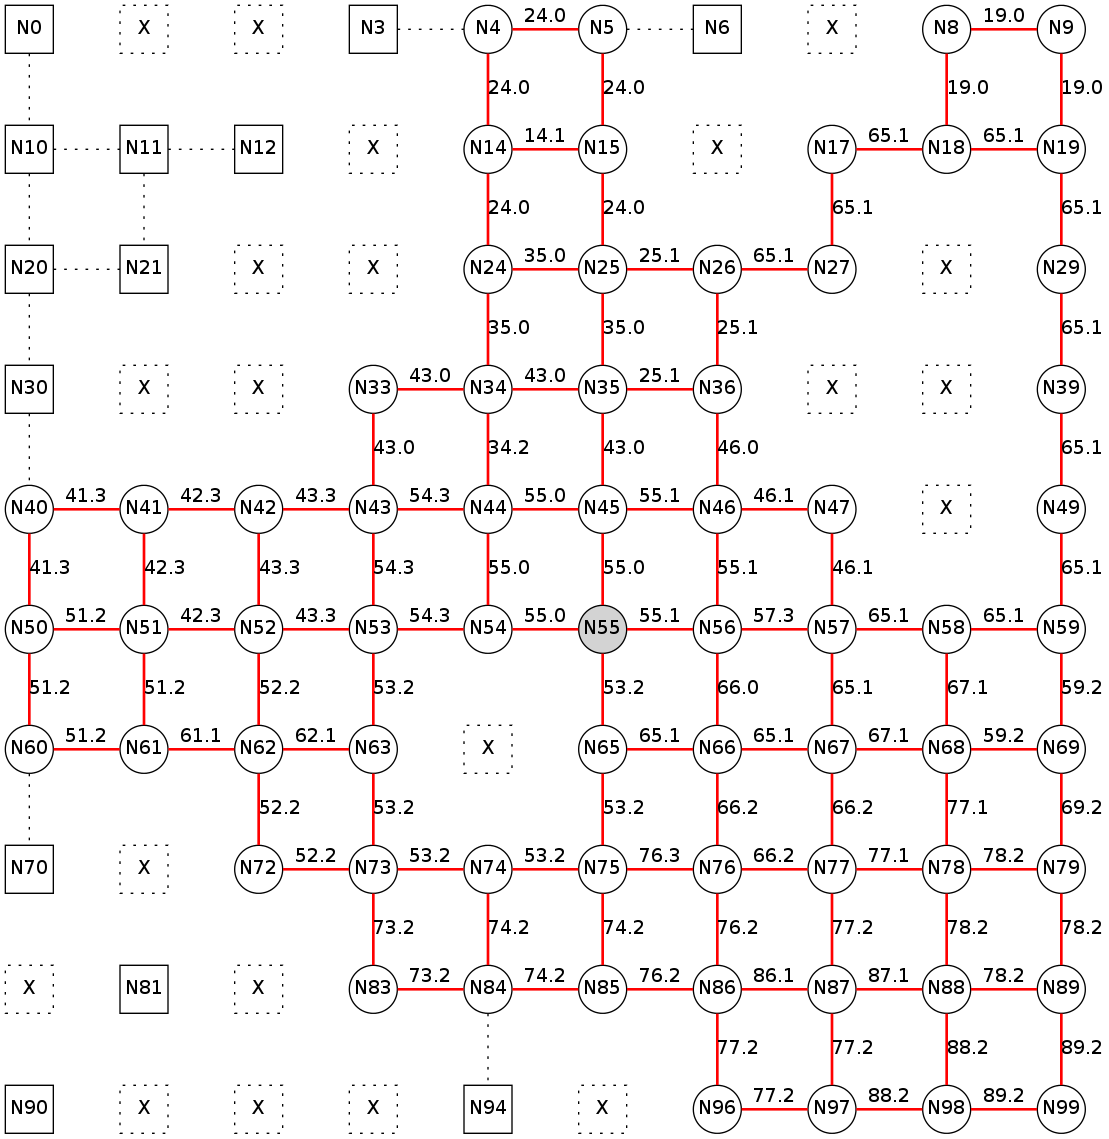 N0 X X N3 24.0 N4 N5 N6 X N8 19.0 N9
24.0 24.0 19.0 19.0
N10 N11 N12 X N14 14.1 N15 X N17 65.1 N18 65.1 N19
24.0 24.0 65.1 65.1
N20 N21 X X N24 35.0 N25 25.1 N26 65.1 N27 X N29
35.0 35.0 25.1 65.1
N30 X X N33 43.0 N34 43.0 N35 25.1 N36 X X N39
43.0 34.2 43.0 46.0 65.1
N40 41.3 N41 42.3 N42 43.3 N43 54.3 N44 55.0 N45 55.1 N46 46.1 N47 X N49
41.3 42.3 43.3 54.3 55.0 55.0 55.1 46.1 65.1
N50 51.2 N51 42.3 N52 43.3 N53 54.3 N54 55.0 N55 55.1 N56 57.3 N57 65.1 N58 65.1 N59
51.2 51.2 52.2 53.2 53.2 66.0 65.1 67.1 59.2
N60 51.2 N61 61.1 N62 62.1 N63 X N65 65.1 N66 65.1 N67 67.1 N68 59.2 N69
52.2 53.2 53.2 66.2 66.2 77.1 69.2
N70 X N72 52.2 N73 53.2 N74 53.2 N75 76.3 N76 66.2 N77 77.1 N78 78.2 N79
73.2 74.2 74.2 76.2 77.2 78.2 78.2
X N81 X N83 73.2 N84 74.2 N85 76.2 N86 86.1 N87 87.1 N88 78.2 N89
77.2 77.2 88.2 89.2
N90 X X X N94 X N96 77.2 N97 88.2 N98 89.2 N99